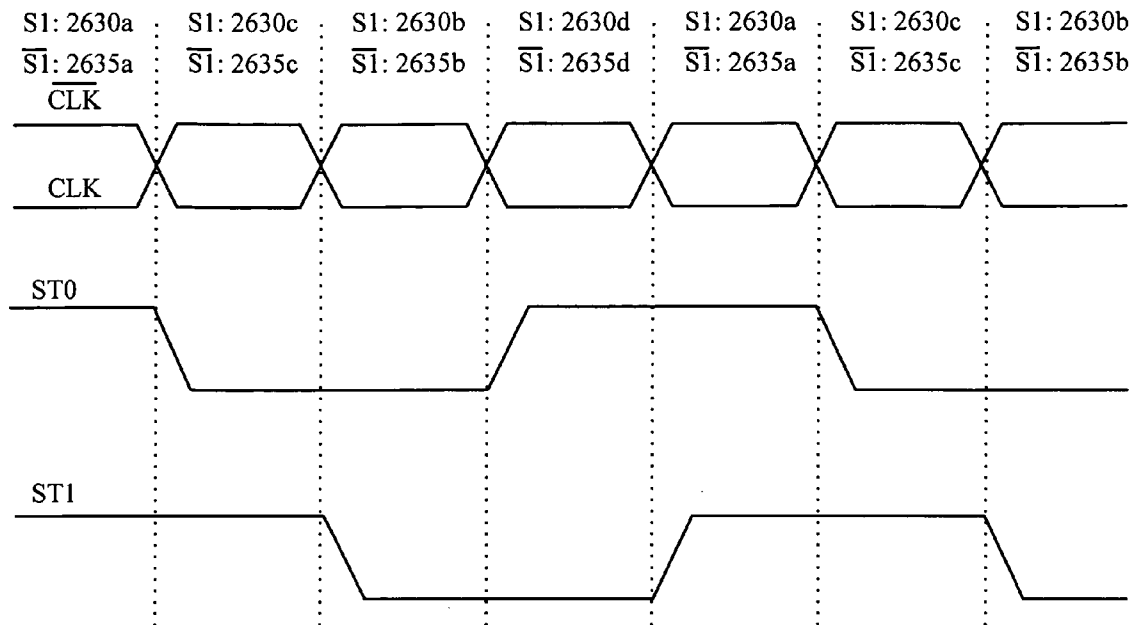 S1: 2630a S1: 2630c S1: 2630b S1: 2630d S1: 2630a S1: 2630c S1: 2630b
S̅1̅: 2635a S̅1̅: 2635c S̅1̅: 2635b S̅1̅: 2635d S̅1̅: 2635a S̅1̅: 2635c S̅1̅: 2635b
C̅L̅K̅
CLK
ST0
ST1